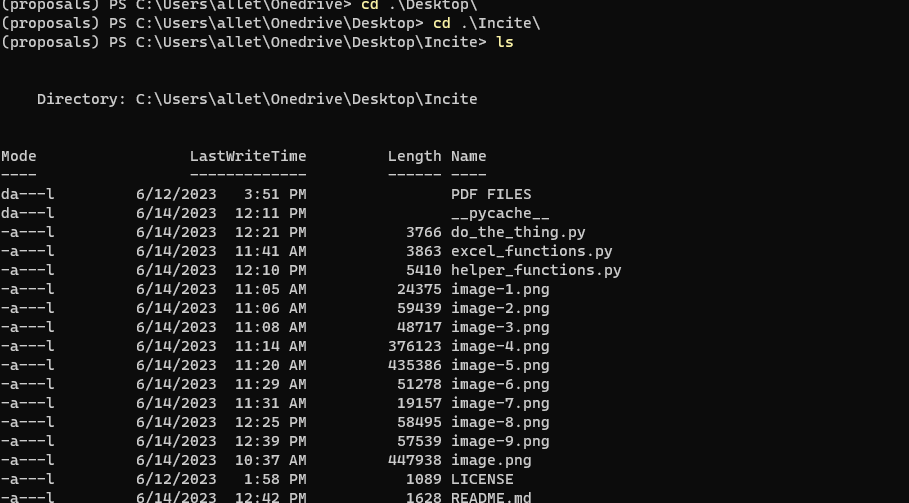 (proposals) PS C:\Users\allet\Onedrive> cd .\Desktop\
(proposals) PS C:\Users\allet\Onedrive\Desktop> cd .\Incite\
(proposals) PS C:\Users\allet\Onedrive\Desktop\Incite> ls
Directory: C:\Users\allet\Onedrive\Desktop\Incite
Mode LastWriteTime Length Name
---- ------------- ------ ----
da---l 6/12/2023 3:51 PM PDF FILES
da---l 6/14/2023 12:11 PM __pycache__
-a---l 6/14/2023 12:21 PM 3766 do_the_thing.py
-a---l 6/14/2023 11:41 AM 3863 excel_functions.py
-a---l 6/14/2023 12:10 PM 5410 helper_functions.py
-a---l 6/14/2023 11:05 AM 24375 image-1.png
-a---l 6/14/2023 11:06 AM 59439 image-2.png
-a---l 6/14/2023 11:08 AM 48717 image-3.png
-a---l 6/14/2023 11:14 AM 376123 image-4.png
-a---l 6/14/2023 11:20 AM 435386 image-5.png
-a---l 6/14/2023 11:29 AM 51278 image-6.png
-a---l 6/14/2023 11:31 AM 19157 image-7.png
-a---l 6/14/2023 12:25 PM 58495 image-8.png
-a---l 6/14/2023 12:39 PM 57539 image-9.png
-a---l 6/14/2023 10:37 AM 447938 image.png
-a---l 6/12/2023 1:58 PM 1089 LICENSE
-a---l 6/14/2023 12:42 PM 1628 README.md